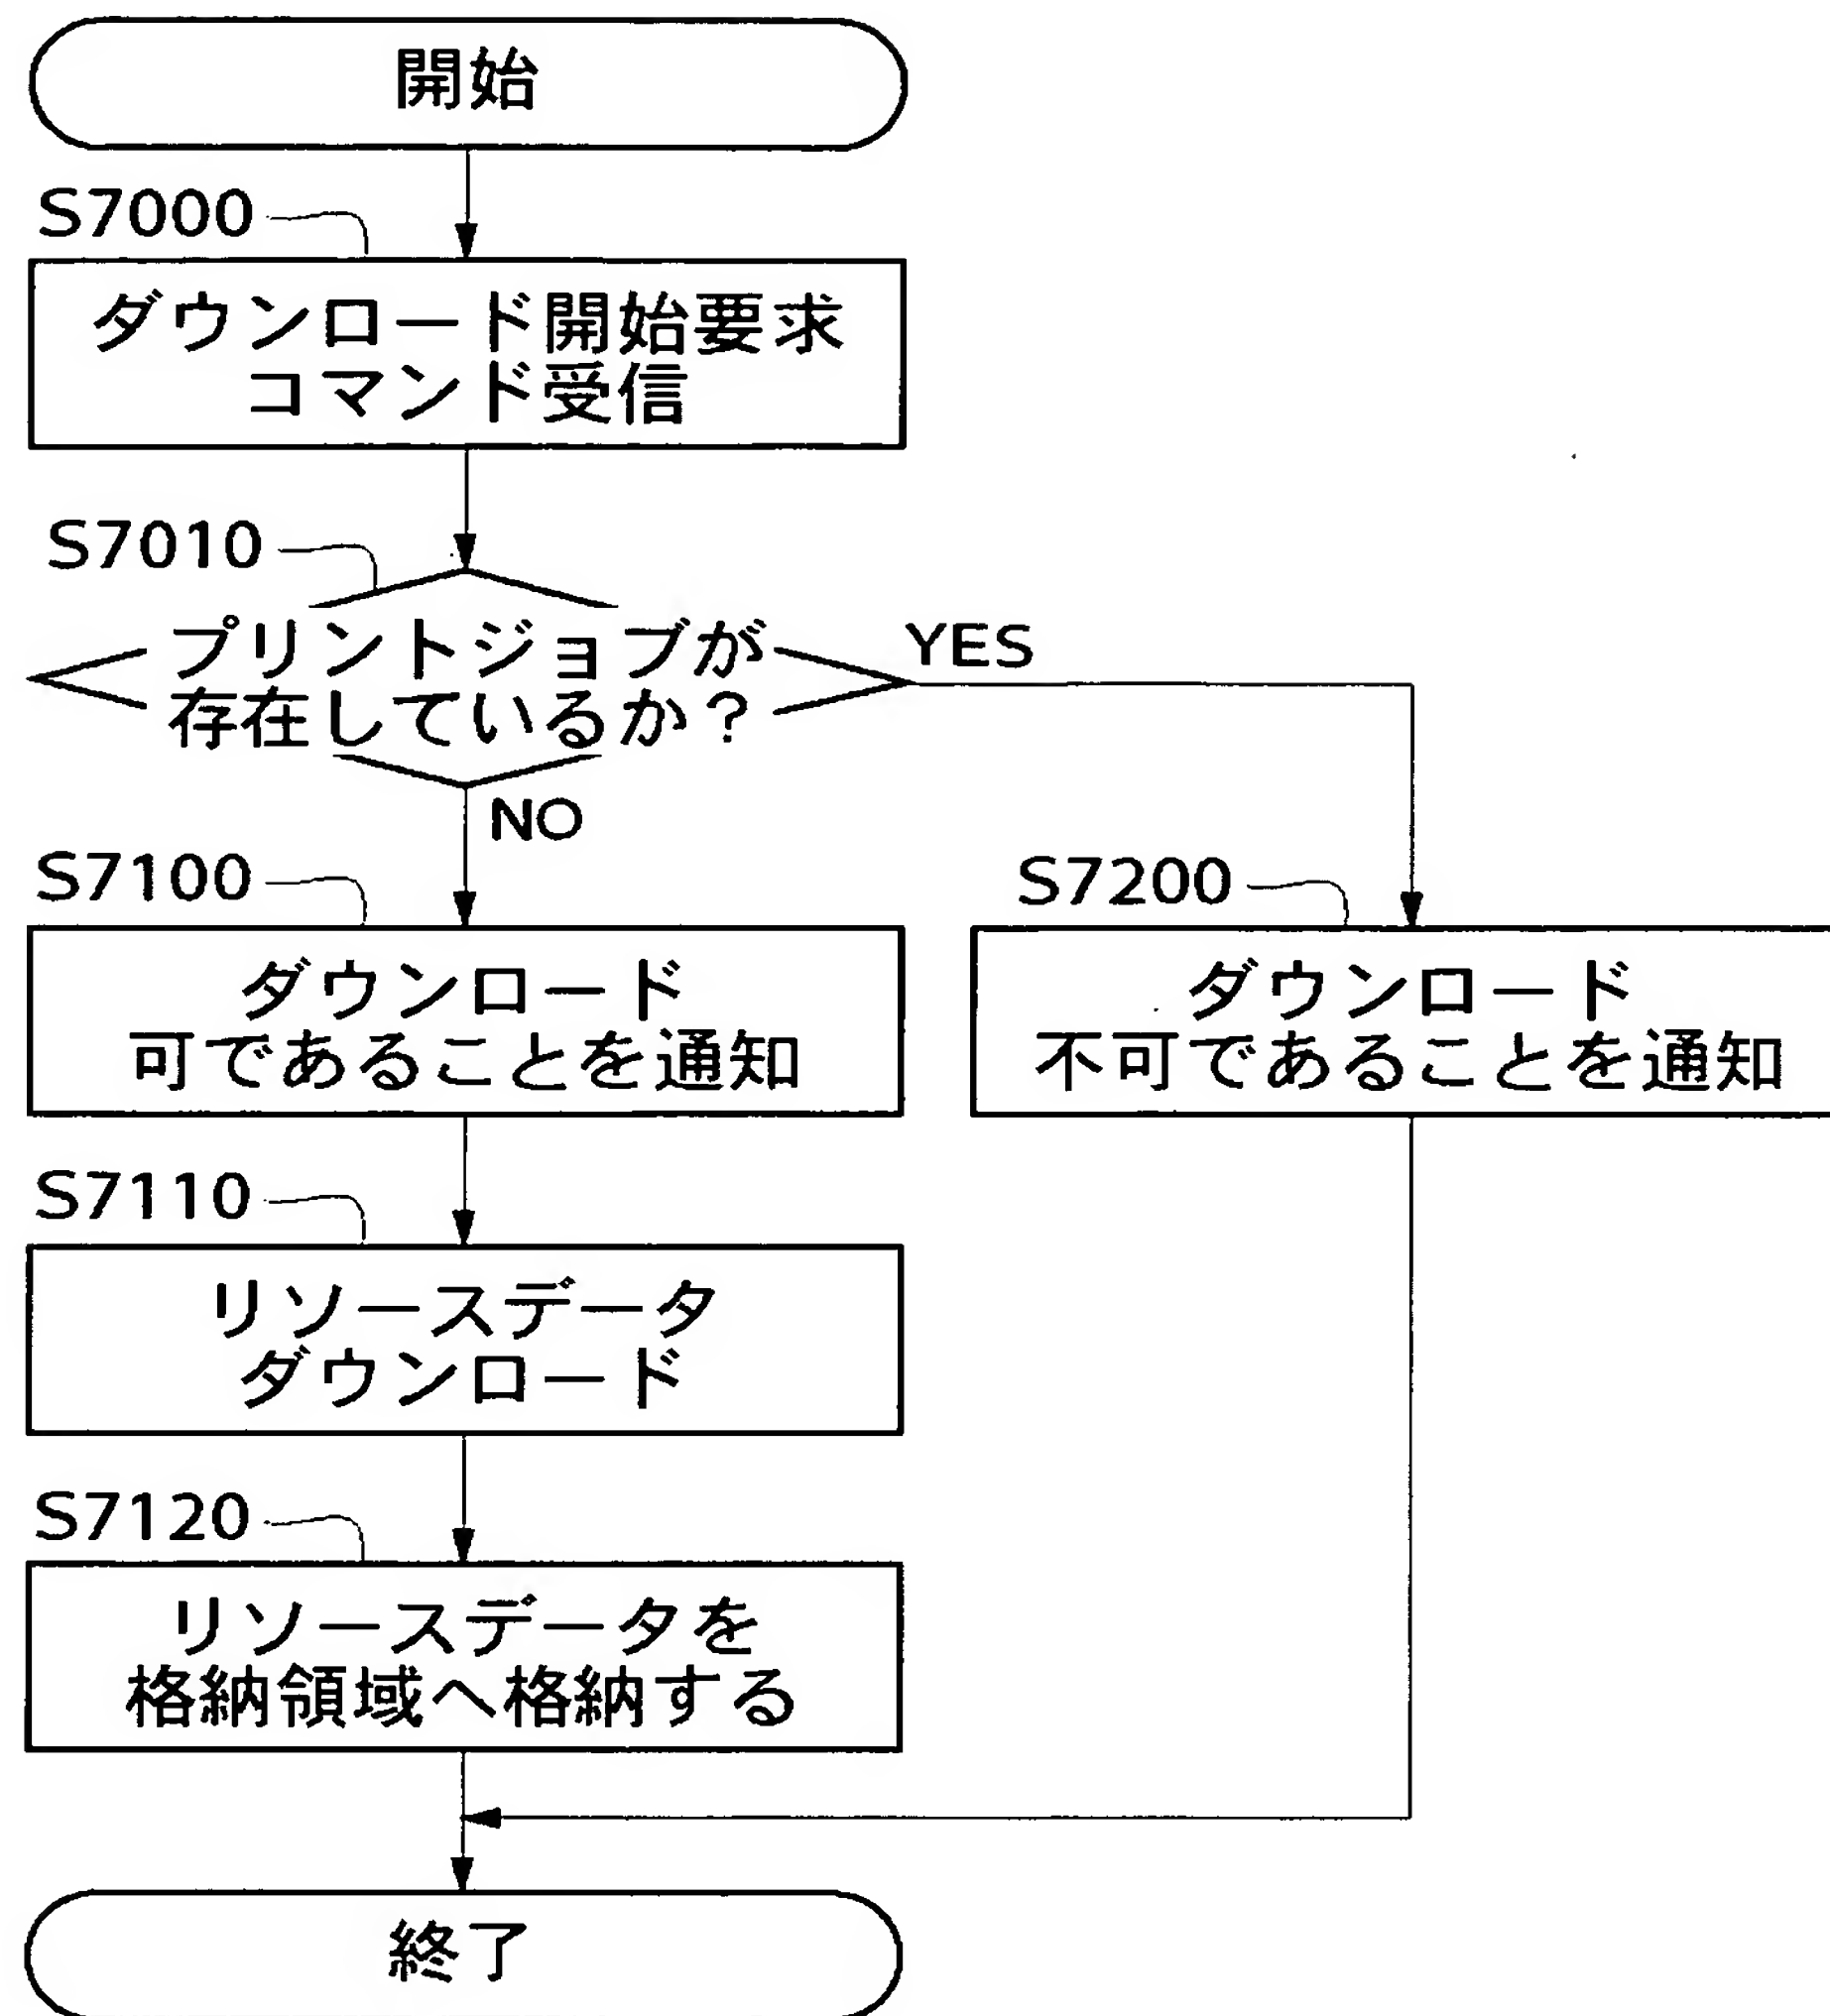 開始
S7000
ダウンロード開始要求
コマンド受信
S7010
プリントジョブが
存在しているか?
YES
NO
S7100
ダウンロード
可であることを通知
S7200
ダウンロード
不可であることを通知
S7110
リソースデータ
ダウンロード
S7120
リソースデータを
格納領域へ格納する
終了